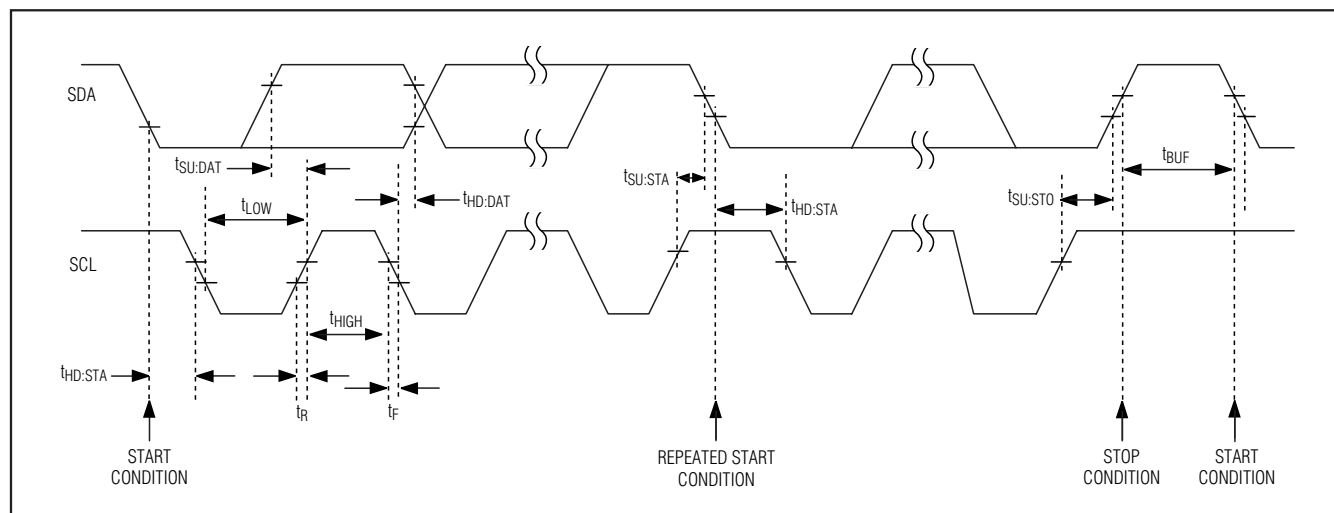 SDA
tSU:DAT
tLOW
tHD:DAT
tSU:STA
tHD:STA
tBUF
tSU:STO
SCL
tHIGH
tHD:STA
tR
tF
START
CONDITION
REPEATED START
CONDITION
STOP
CONDITION
START
CONDITION